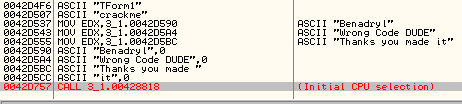 0042D4F6 ASCII "TForm1"
0042D507 ASCII "crackme"
0042D537 MOV EDX,3_1.0042D590 ASCII "Benadryl"
0042D543 MOV EDX,3_1.0042D5A4 ASCII "Wrong Code DUDE"
0042D555 MOV EDX,3_1.0042D5BC ASCII "Thanks you made it"
0042D590 ASCII "Benadryl",0
0042D5A4 ASCII "Wrong Code DUDE",0
0042D5BC ASCII "Thanks you made "
0042D5CC ASCII "it",0
0042D757 CALL 3_1.00428818 (Initial CPU selection)